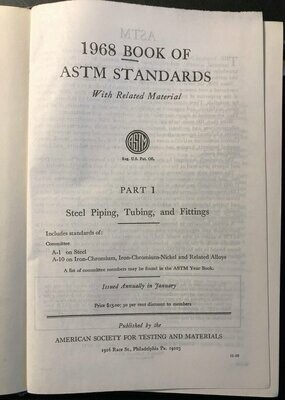 1968 BOOK OF
ASTM STANDARDS
With Related Material
ASTM
Reg. U.S. Pat. Off.
PART 1
Steel Piping, Tubing, and Fittings
Includes standards of:
Committee
A-1 on Steel
A-10 on Iron-Chromium, Iron-Chromium-Nickel and Related Alloys
A list of committee members may be found in the ASTM Year Book.
Issued Annually in January
Price $15.00; 30 per cent discount to members
Published by the
AMERICAN SOCIETY FOR TESTING AND MATERIALS
1916 Race St., Philadelphia Pa. 19103